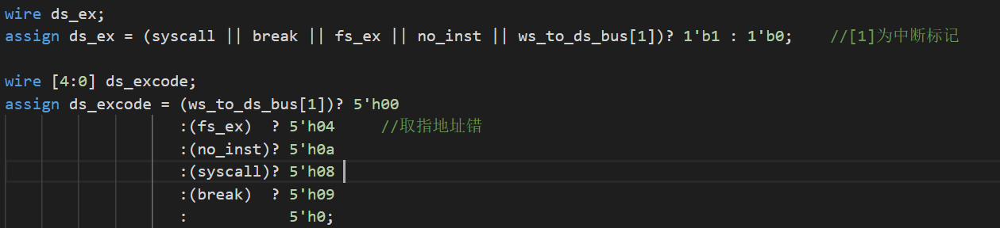 wire ds_ex;
assign ds_ex = (syscall || break || fs_ex || no_inst || ws_to_ds_bus[1])? 1'b1 : 1'b0;    //[1]为中断标记
wire [4:0] ds_excode;
assign ds_excode = (ws_to_ds_bus[1])? 5'h00
:(fs_ex)  ? 5'h04     //取指地址错
:(no_inst)? 5'h0a
:(syscall)? 5'h08
:(break)  ? 5'h09
:           5'h0;